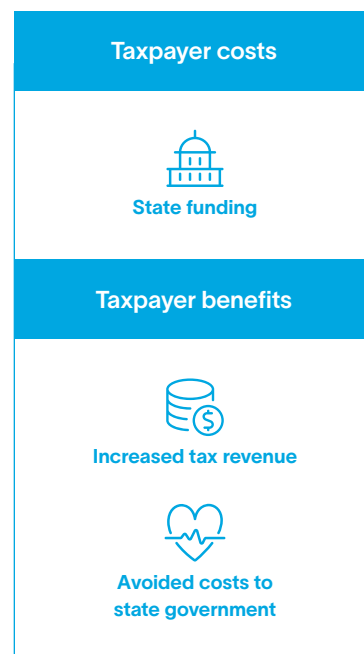 Taxpayer costs
State funding
Taxpayer benefits
$
Increased tax revenue
Avoided costs to
state government